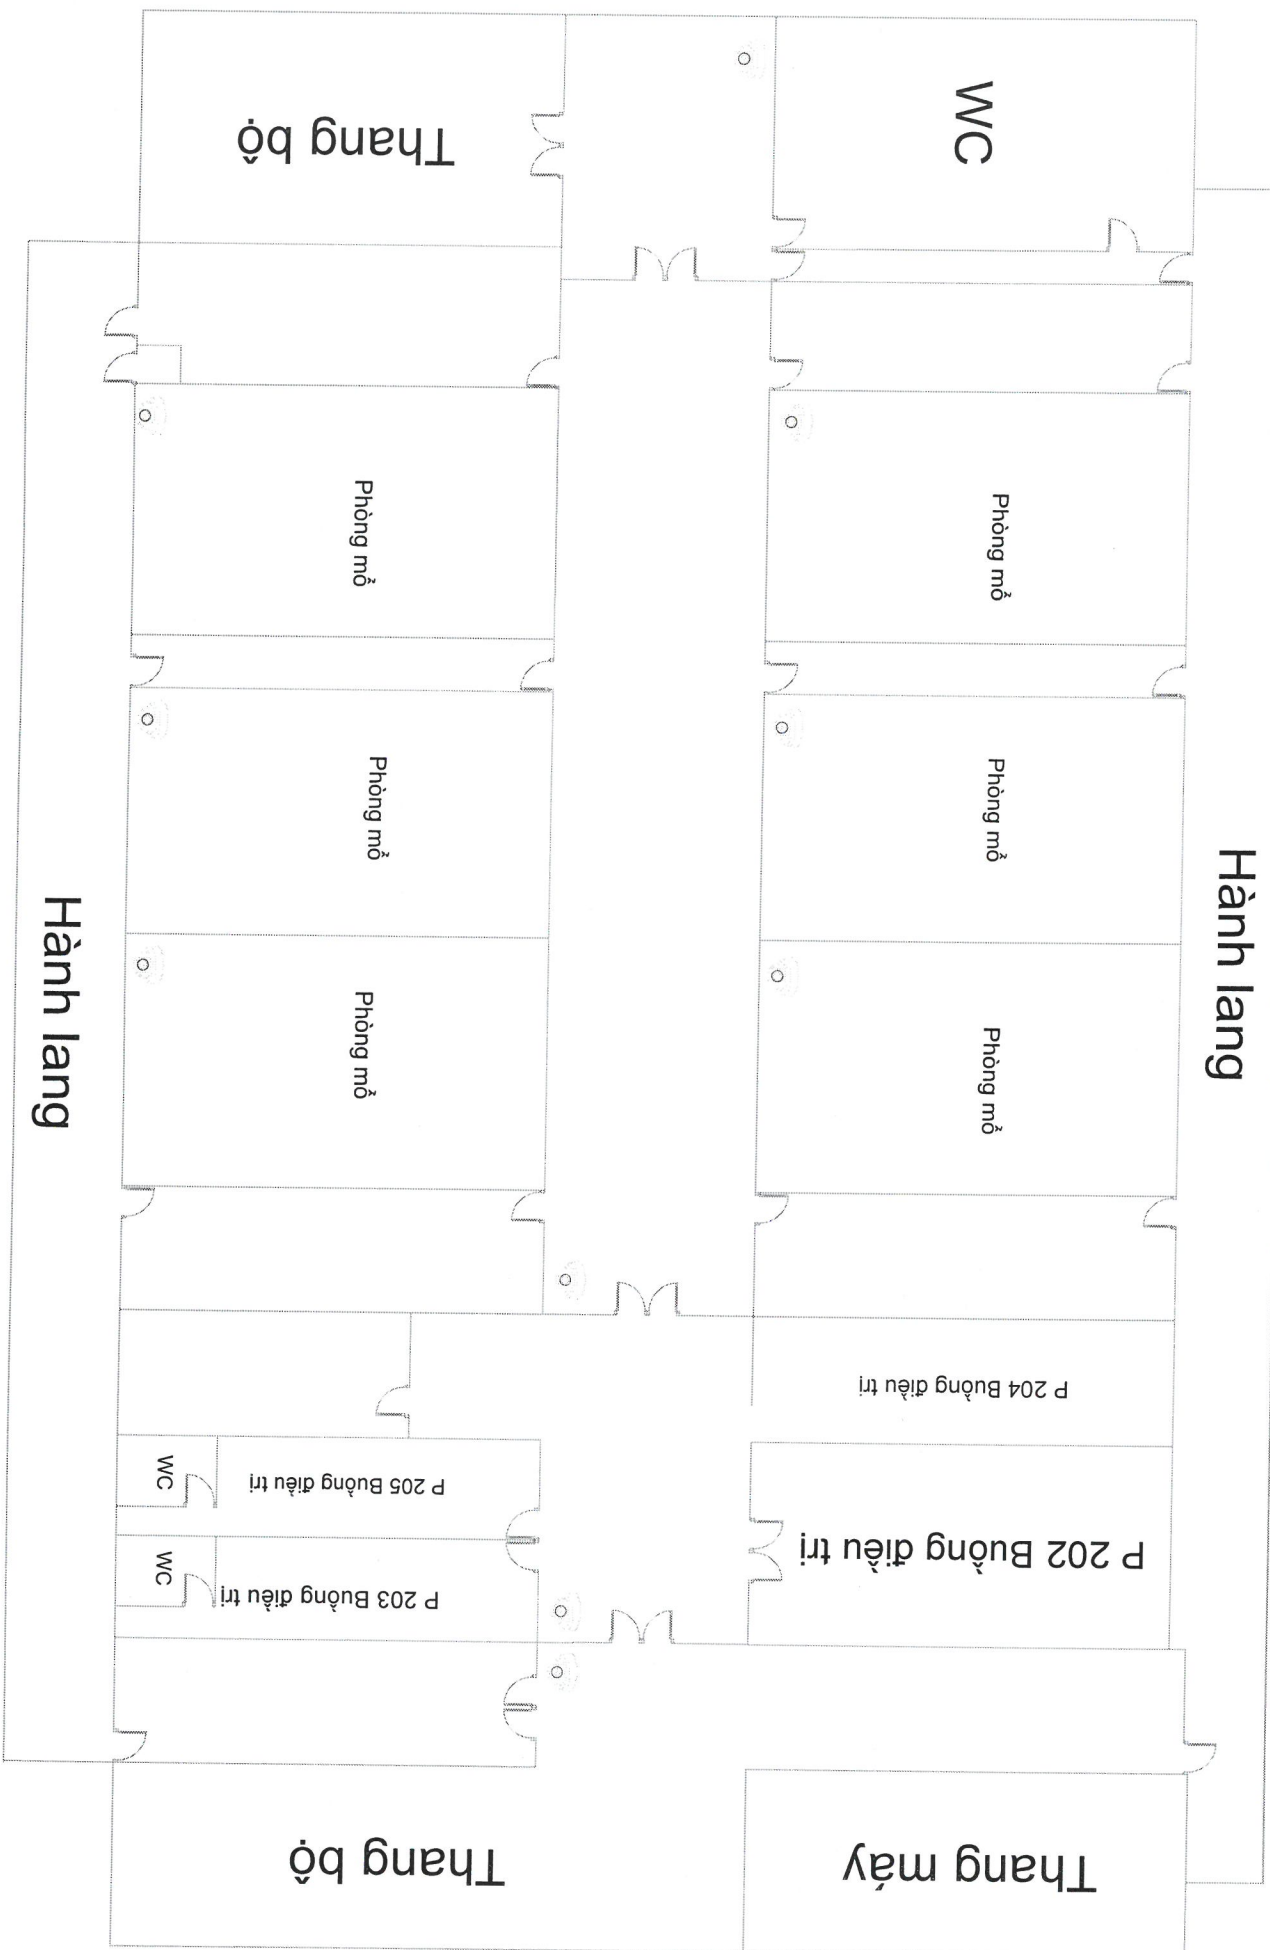 Thang bộ
WC
Phòng mổ
Phòng mổ
Phòng mổ
Phòng mổ
Phòng mổ
Phòng mổ
Hành lang
Hành lang
P 204 Buồng điều trị
WC
P 205 Buồng điều trị
P 202 Buồng điều trị
WC
P 203 Buồng điều trị
Thang bộ
Thang máy